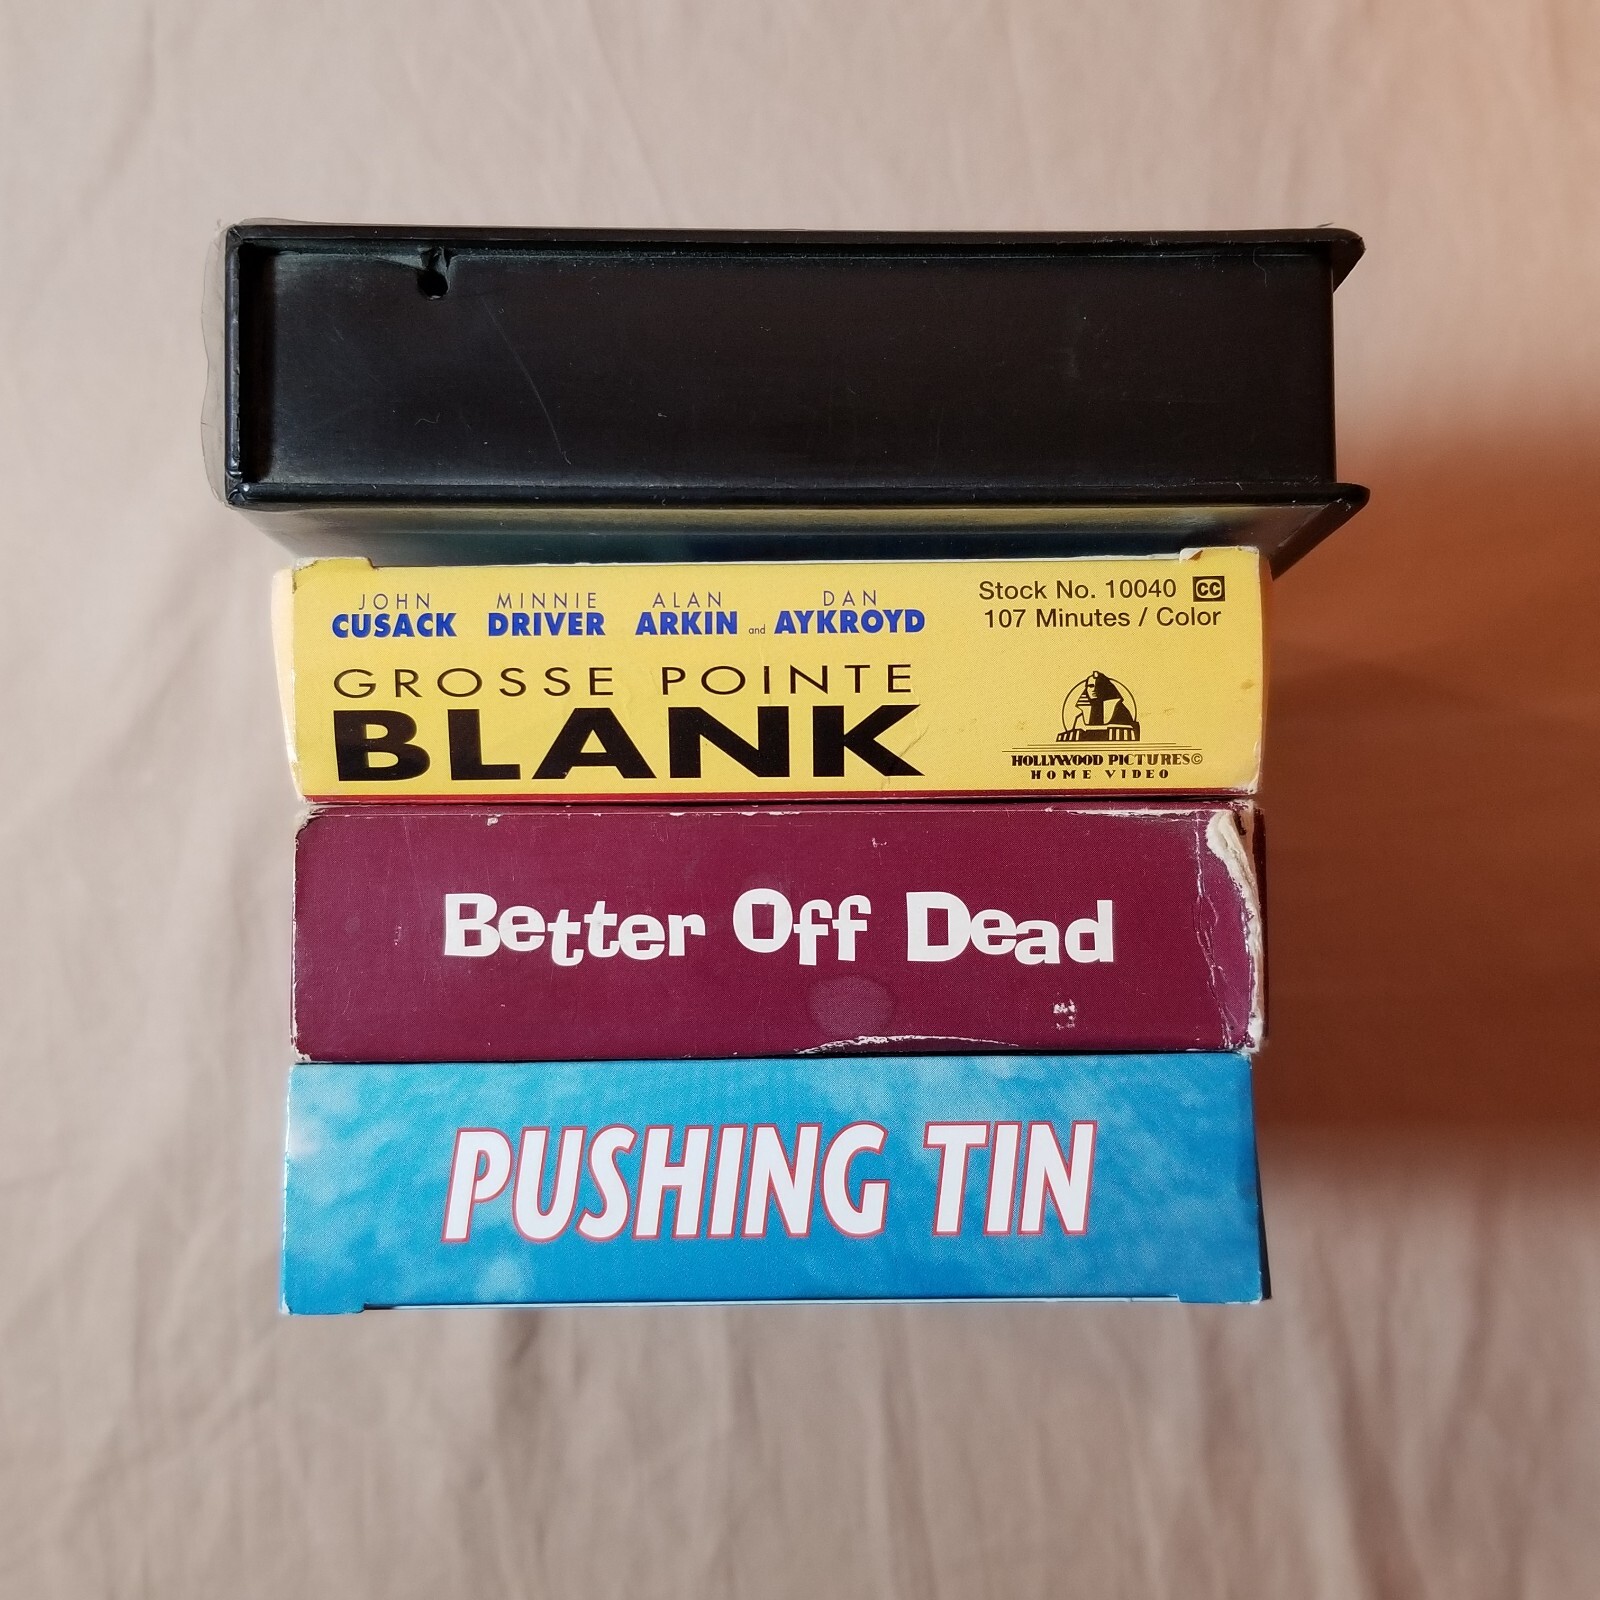 JOHN CUSACK MINNIE DRIVER ALAN ARKIN and DAN AYKROYD
GROSSE POINTE
BLANK
Stock No. 10040 CC
107 Minutes / Color
HOLLYWOOD PICTURES©
HOME VIDEO
Better Off Dead
PUSHING TIN